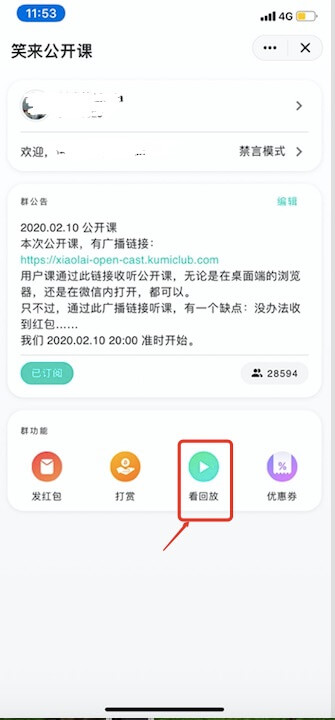 11:53
4G
笑来公开课
欢迎，
禁言模式
群公告
编辑
2020.02.10 公开课
本次公开课，有广播链接：
https://xiaolai-open-cast.kumiclub.com
用户课通过此链接收听公开课，无论是在桌面端的浏览
器，还是在微信内打开，都可以。
只不过，通过此广播链接听课，有一个缺点：没办法收
到红包……
我们 2020.02.10 20:00 准时开始。
已订阅
28594
群功能
发红包
打赏
看回放
优惠券